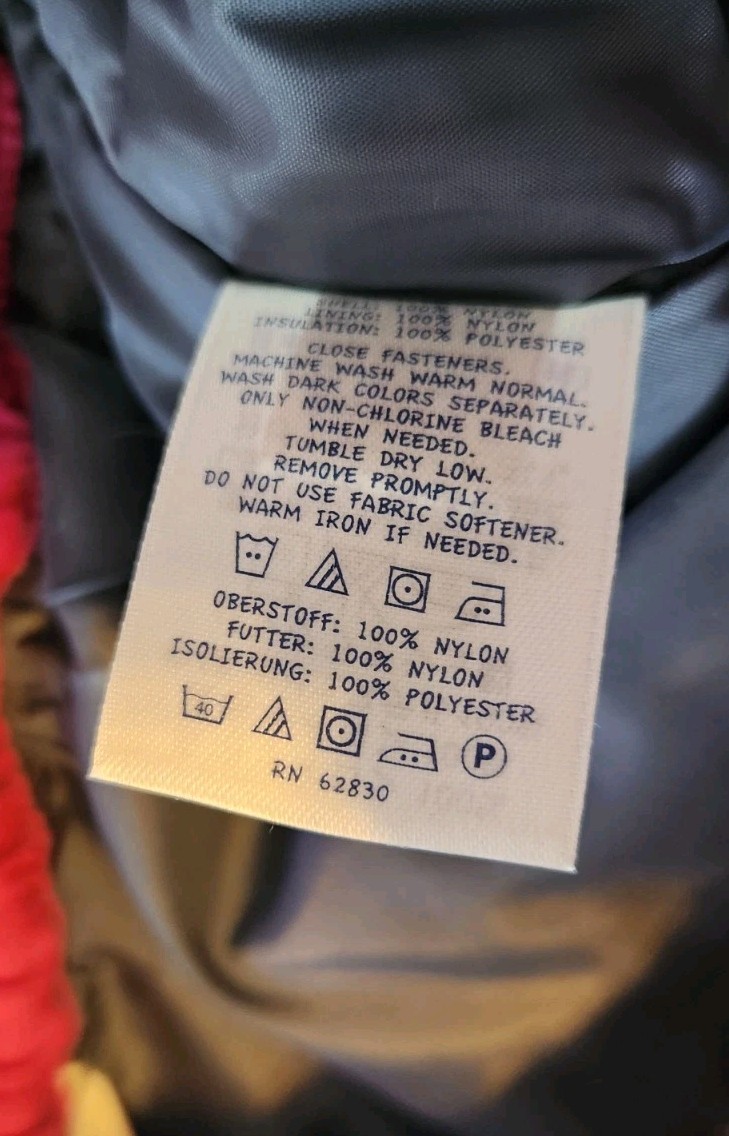 SHELL: 100% NYLON
LINING: 100% NYLON
INSULATION: 100% POLYESTER
CLOSE FASTENERS.
MACHINE WASH WARM NORMAL.
WASH DARK COLORS SEPARATELY.
ONLY NON-CHLORINE BLEACH
WHEN NEEDED.
TUMBLE DRY LOW.
REMOVE PROMPTLY.
DO NOT USE FABRIC SOFTENER.
WARM IRON IF NEEDED.
OBERSTOFF: 100% NYLON
FUTTER: 100% NYLON
ISOLIERUNG: 100% POLYESTER
40 P
RN 62830